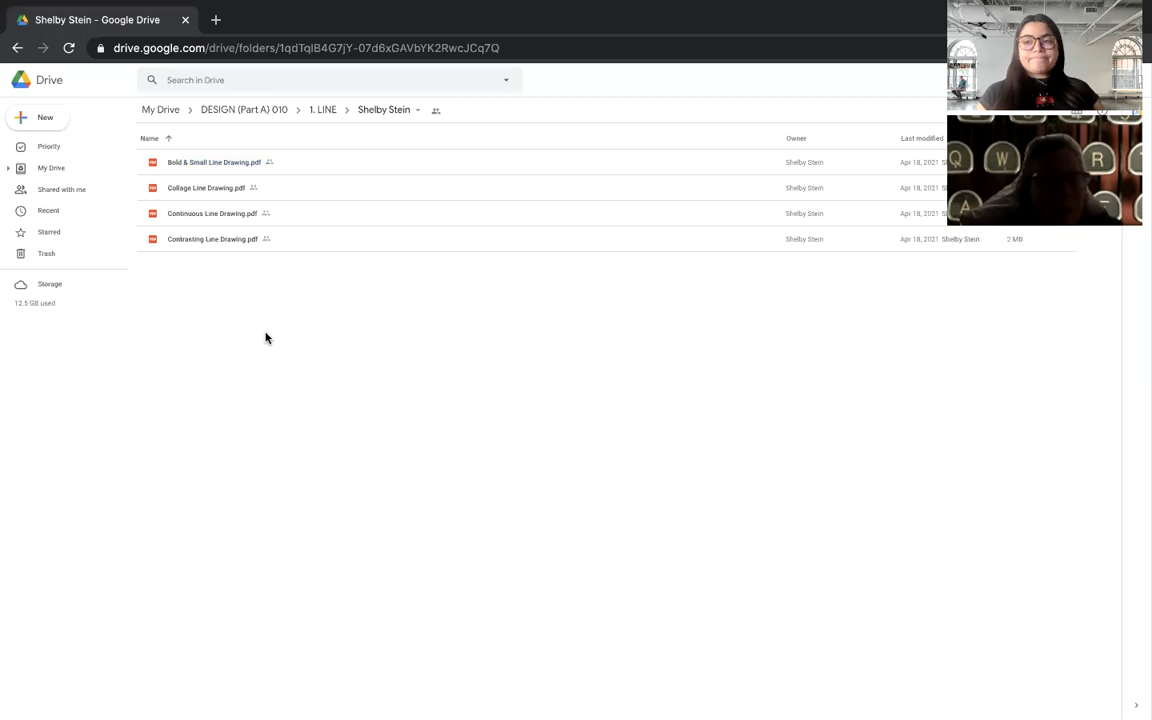 Shelby Stein - Google Drive
drive.google.com/drive/folders/1qdTqIB4G7jY-07d6xGAVbYK2RwcJCq7Q
Drive
Search in Drive
New
My Drive DESIGN (Part A) 010 1. LINE Shelby Stein
Name Owner Last modified
Priority
My Drive
Shared with me
Recent
Starred
Trash
Storage
12.5 GB used
Bold & Small Line Drawing.pdf Shelby Stein Apr 18, 2021
Collage Line Drawing.pdf Shelby Stein Apr 18, 2021
Continuous Line Drawing.pdf Shelby Stein Apr 18, 2021
Contrasting Line Drawing.pdf Shelby Stein Apr 18, 2021 Shelby Stein 2 MB
Q W R
A